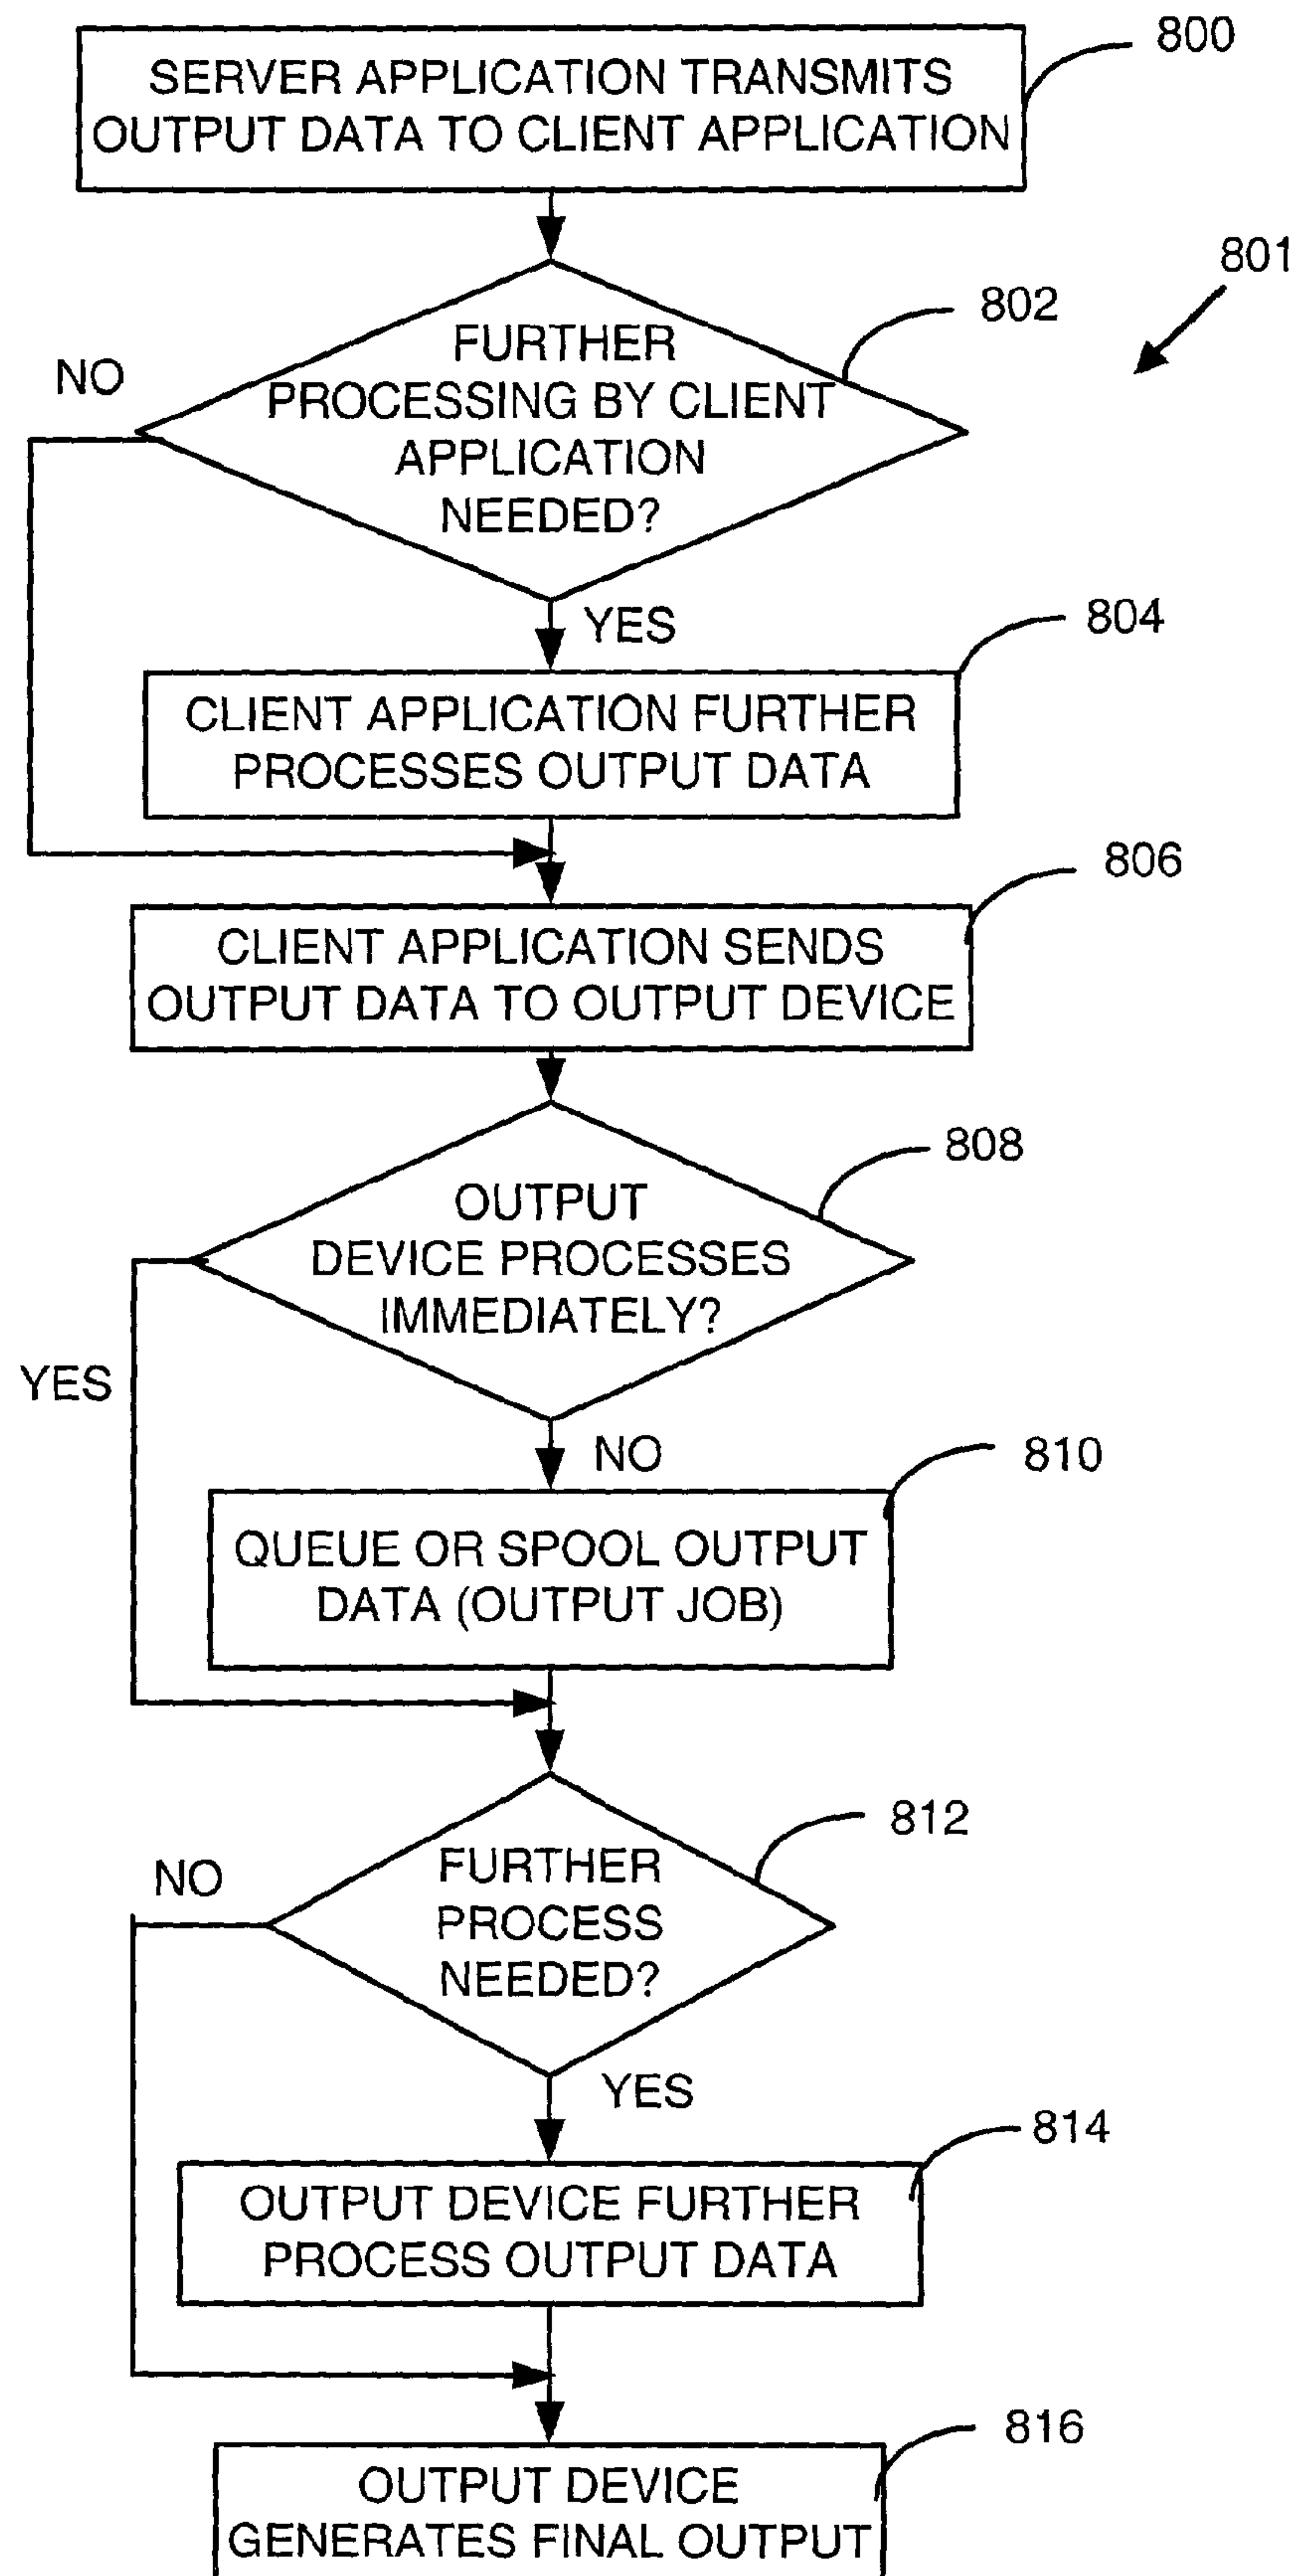 800
SERVER APPLICATION TRANSMITS
OUTPUT DATA TO CLIENT APPLICATION
801
802
FURTHER
PROCESSING BY CLIENT
APPLICATION
NEEDED?
NO
YES
804
CLIENT APPLICATION FURTHER
PROCESSES OUTPUT DATA
806
CLIENT APPLICATION SENDS
OUTPUT DATA TO OUTPUT DEVICE
808
OUTPUT
DEVICE PROCESSES
IMMEDIATELY?
YES
NO
810
QUEUE OR SPOOL OUTPUT
DATA (OUTPUT JOB)
812
FURTHER
PROCESS
NEEDED?
NO
YES
814
OUTPUT DEVICE FURTHER
PROCESS OUTPUT DATA
816
OUTPUT DEVICE
GENERATES FINAL OUTPUT